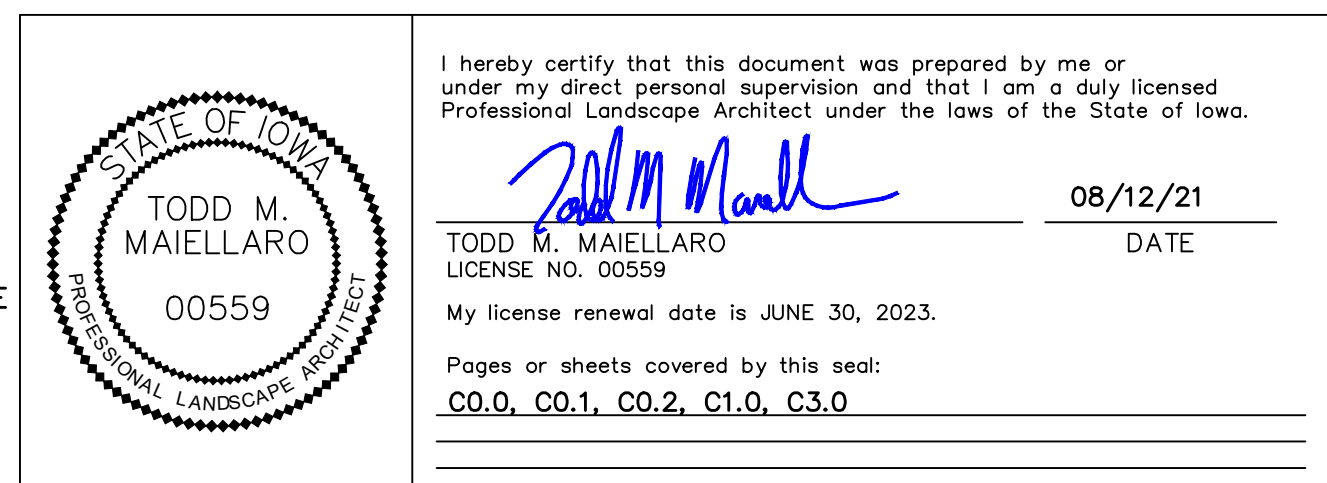 STATE OF IOWA
TODD M.
MAIELLARO
00559
PROFESSIONAL LANDSCAPE ARCHITECT
I hereby certify that this document was prepared by me or
under my direct personal supervision and that I am a duly licensed
Professional Landscape Architect under the laws of the State of Iowa.
08/12/21
TODD M. MAIELLARO
DATE
LICENSE NO. 00559
My license renewal date is JUNE 30, 2023.
Pages or sheets covered by this seal:
C0.0, C0.1, C0.2, C1.0, C3.0